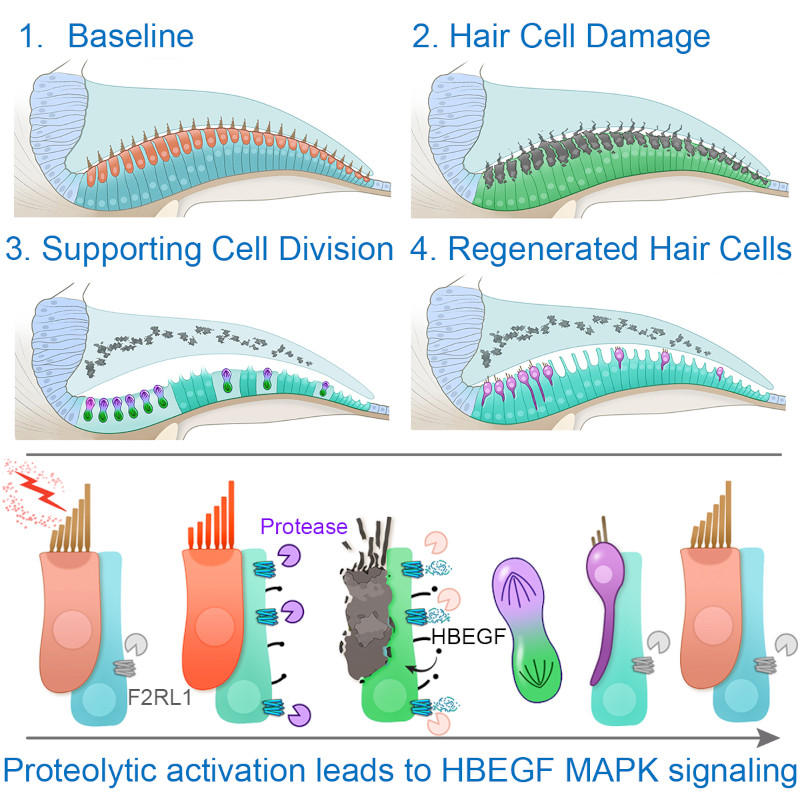 1. Baseline
2. Hair Cell Damage
3. Supporting Cell Division
4. Regenerated Hair Cells
Protease
HBEGF
F2RL1
Proteolytic activation leads to HBEGF MAPK signaling